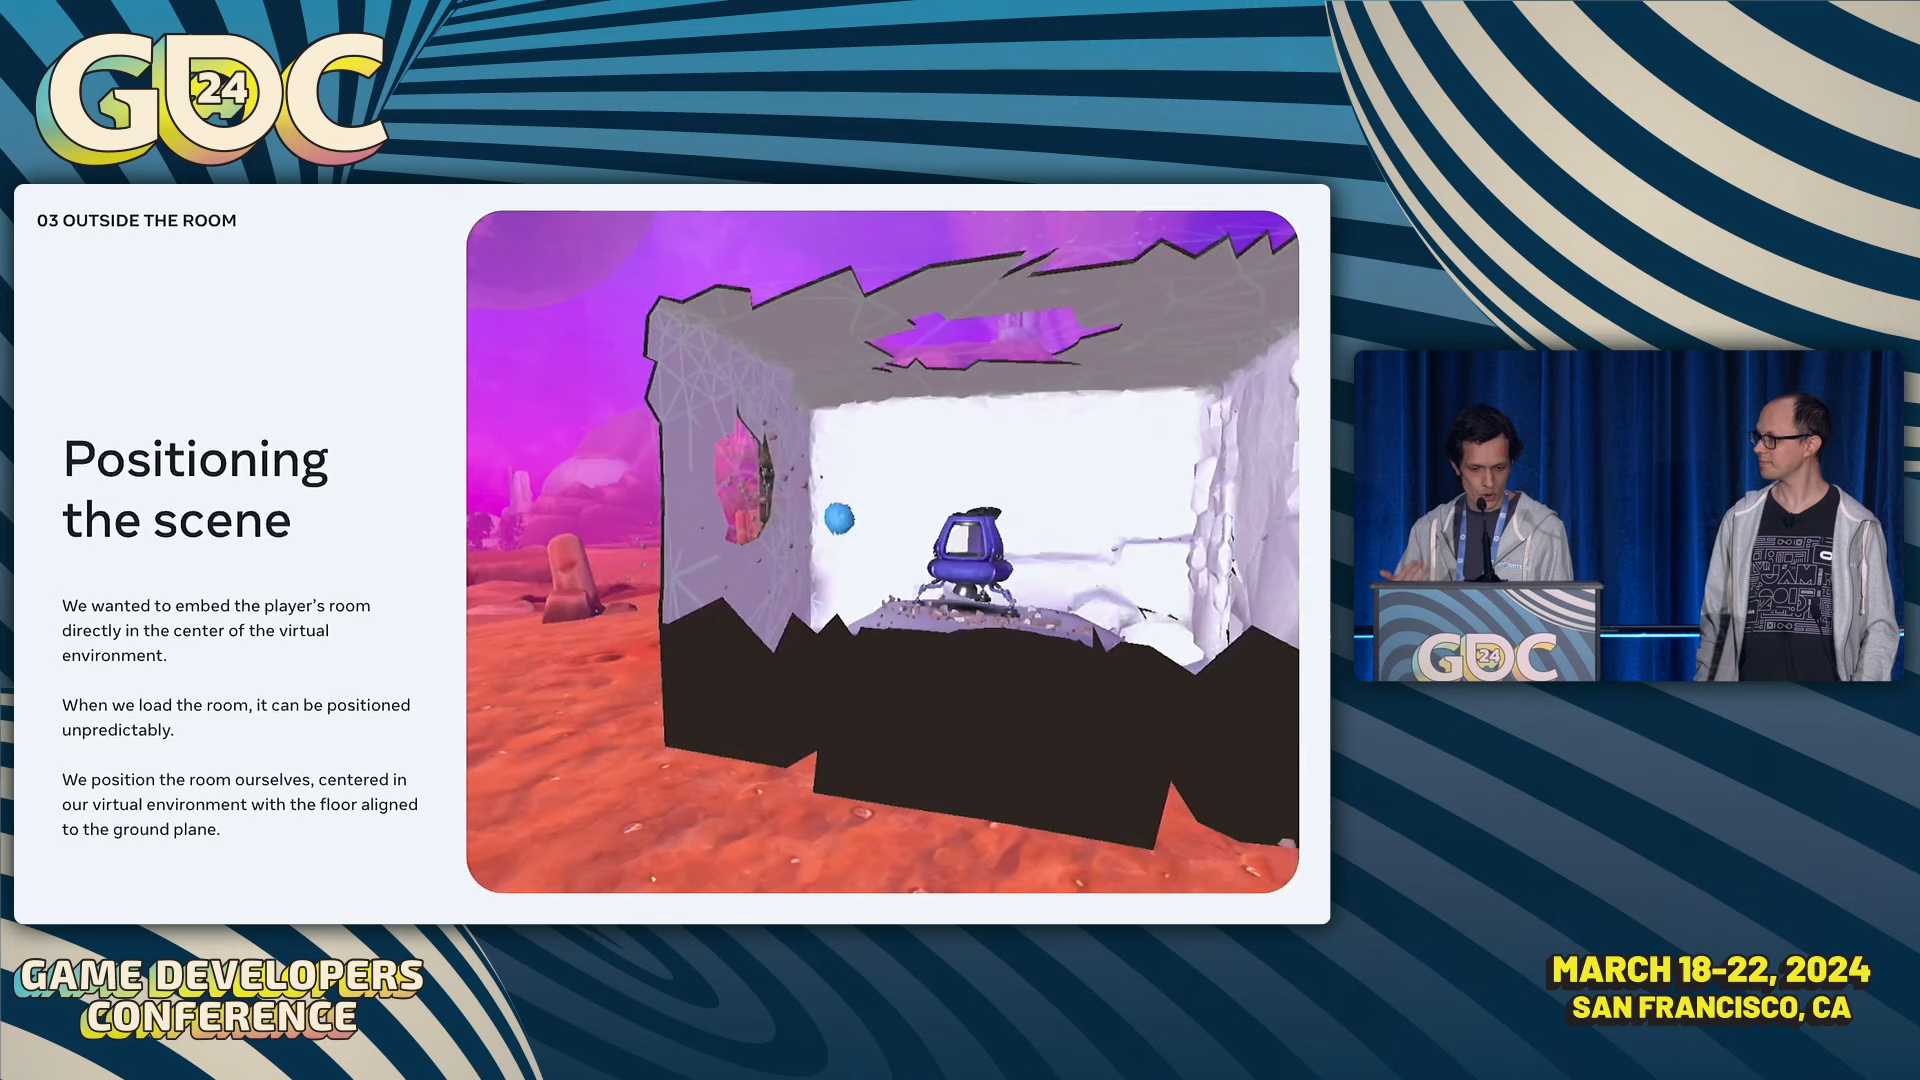 GDC
24
03 OUTSIDE THE ROOM
Positioning
the scene
We wanted to embed the player’s room
directly in the center of the virtual
environment.
When we load the room, it can be positioned
unpredictably.
We position the room ourselves, centered in
our virtual environment with the floor aligned
to the ground plane.
JAM
GDC
24
GAME DEVELOPERS
CONFERENCE
MARCH 18-22, 2024
SAN FRANCISCO, CA